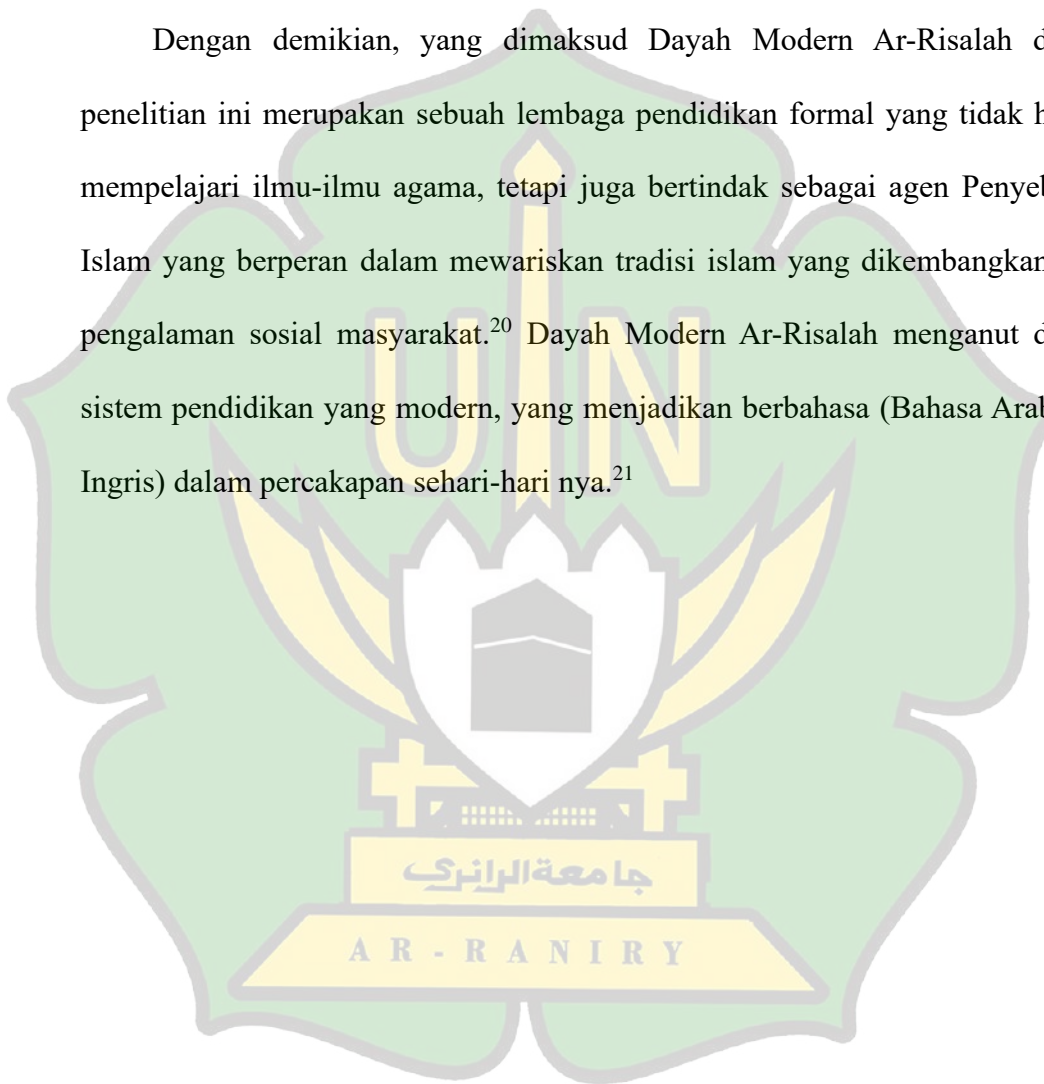 Dengan demikian, yang dimaksud Dayah Modern Ar-Risalah d
penelitian ini merupakan sebuah lembaga pendidikan formal yang tidak h
mempelajari ilmu-ilmu agama, tetapi juga bertindak sebagai agen Penyeb
Islam yang berperan dalam mewariskan tradisi islam yang dikembangkan
pengalaman sosial masyarakat.20 Dayah Modern Ar-Risalah menganut d
sistem pendidikan yang modern, yang menjadikan berbahasa (Bahasa Arab
Ingris) dalam percakapan sehari-hari nya.21
UIN
جامعة الرانري
AR-RANIRY